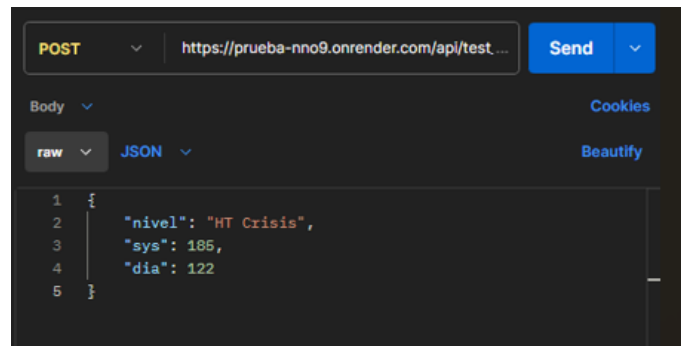 POST https://prueba-nno9.onrender.com/api/test_... Send
Body Cookies
raw JSON Beautify
1 {
2 "nivel": "HT Crisis",
3 "sys": 185,
4 "dia": 122
5 }